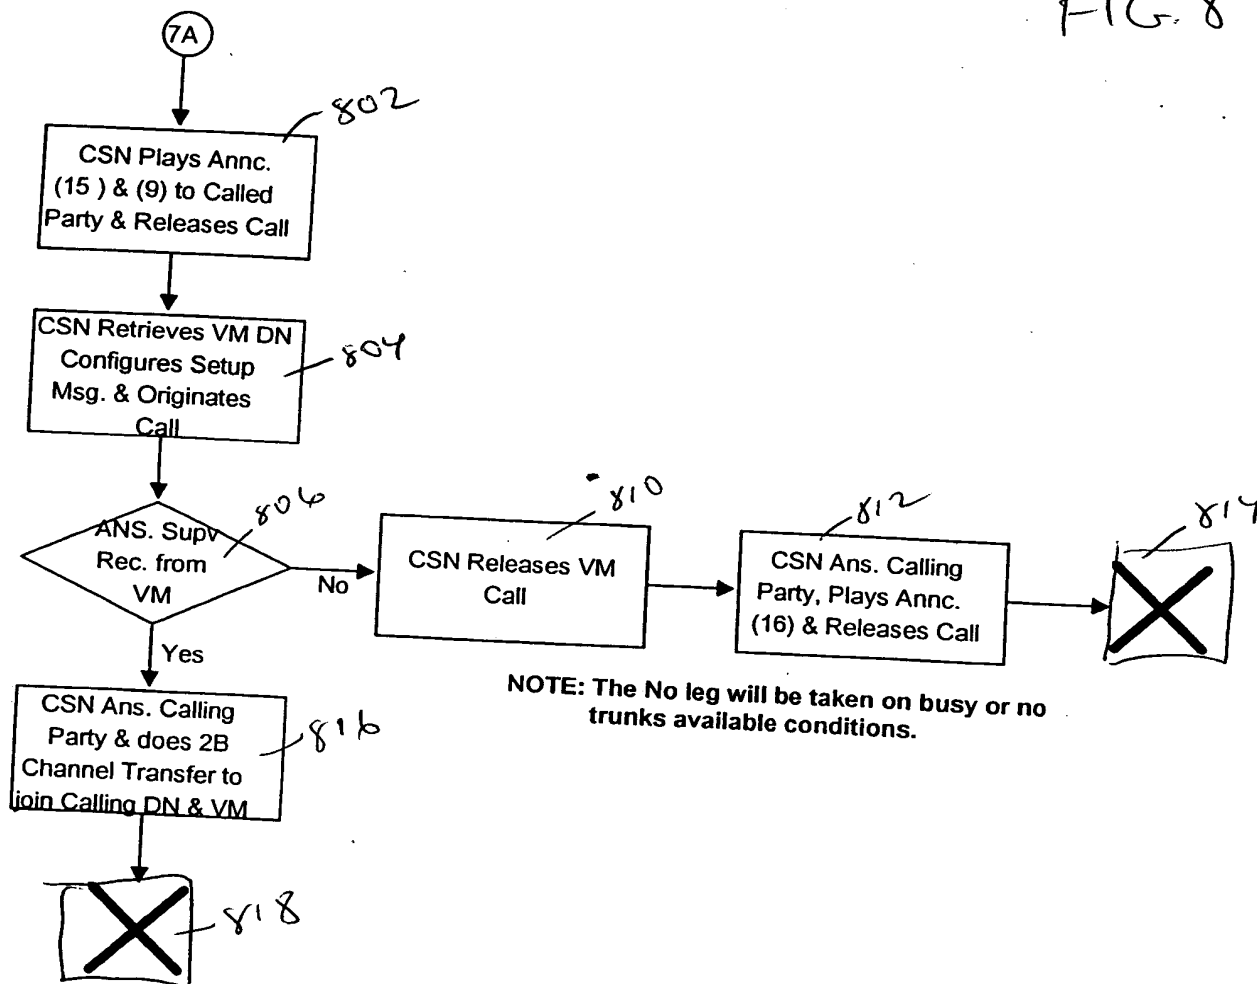 FIG. 8
7A
802
CSN Plays Annc.
(15 ) & (9) to Called
Party & Releases Call
804
CSN Retrieves VM DN
Configures Setup
Msg. & Originates
Call
806
ANS. Supv
Rec. from
VM
No
810
CSN Releases VM
Call
812
CSN Ans. Calling
Party, Plays Annc.
(16) & Releases Call
814
NOTE: The No leg will be taken on busy or no
trunks available conditions.
Yes
816
CSN Ans. Calling
Party & does 2B
Channel Transfer to
join Calling DN & VM
818